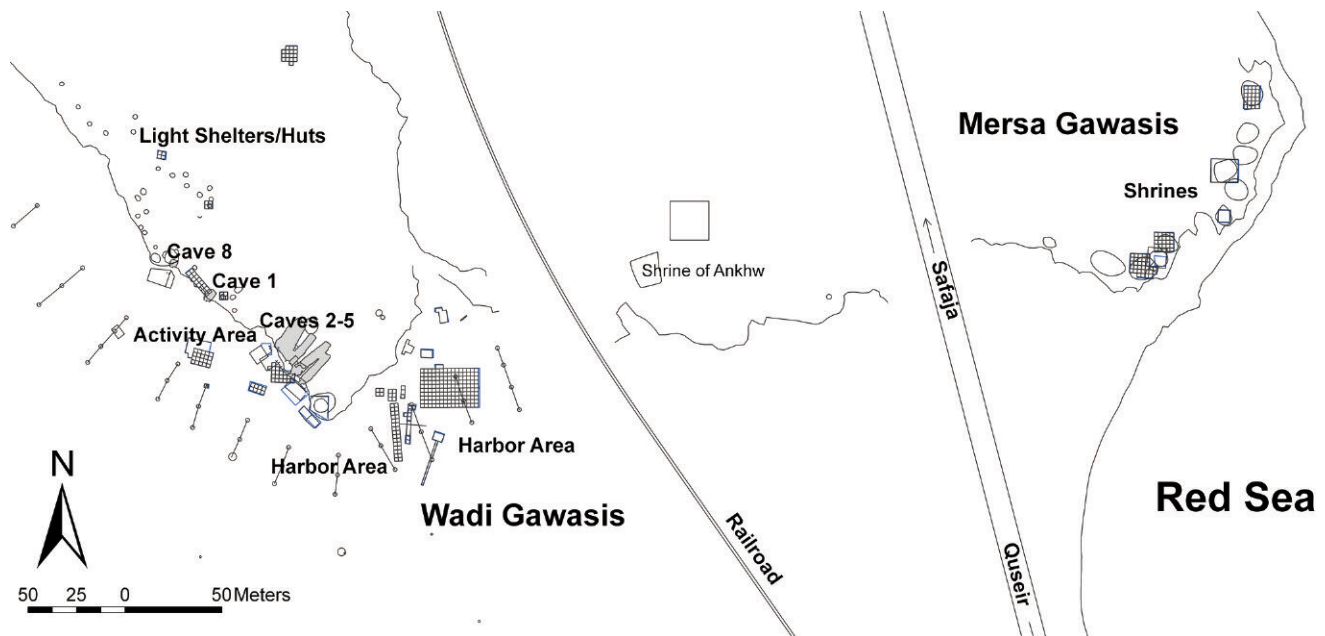 Light Shelters/Huts
Cave 8
Cave 1
Activity Area
Caves 2-5
Harbor Area
Harbor Area
Wadi Gawasis
N
50 25 0 50 Meters
Shrine of Ankhw
Railroad
Safaja
Quseir
Mersa Gawasis
Shrines
Red Sea